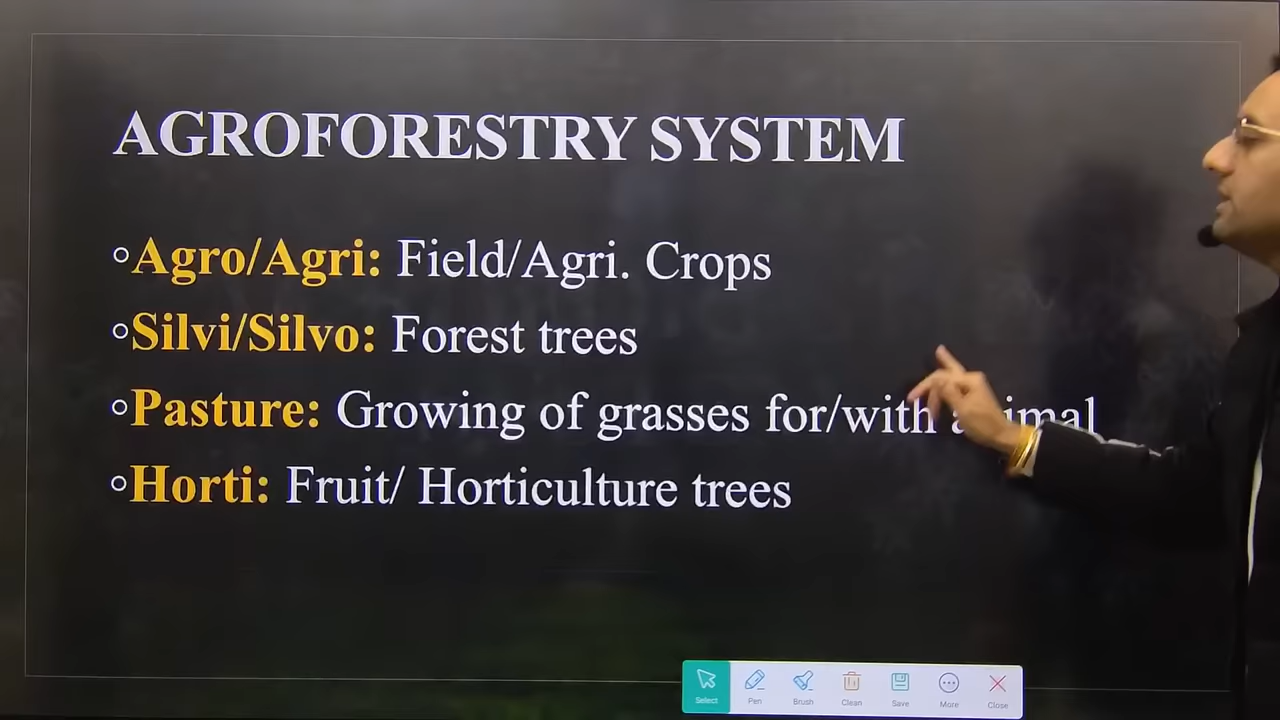 AGROFORESTRY SYSTEM
Agro/Agri: Field/Agri. Crops
Silvi/Silvo: Forest trees
Pasture: Growing of grasses for/with animal
Horti: Fruit/ Horticulture trees
Select Pen Brush Clean Save More Close